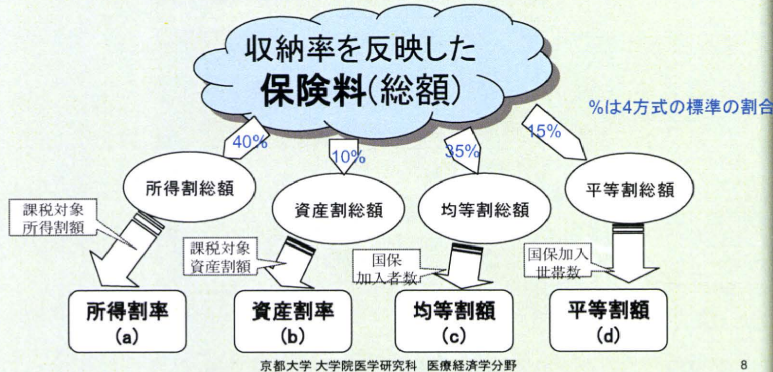 収納率を反映した
保険料(総額)
%は4方式の標準の割合
40%
10%
35%
15%
所得割総額
資産割総額
均等割総額
平等割総額
課税対象
所得割額
課税対象
資産割額
国保
加入者数
国保加入
世帯数
所得割率
(a)
資産割率
(b)
均等割額
(c)
平等割額
(d)
京都大学 大学院医学研究科 医療経済学分野
8